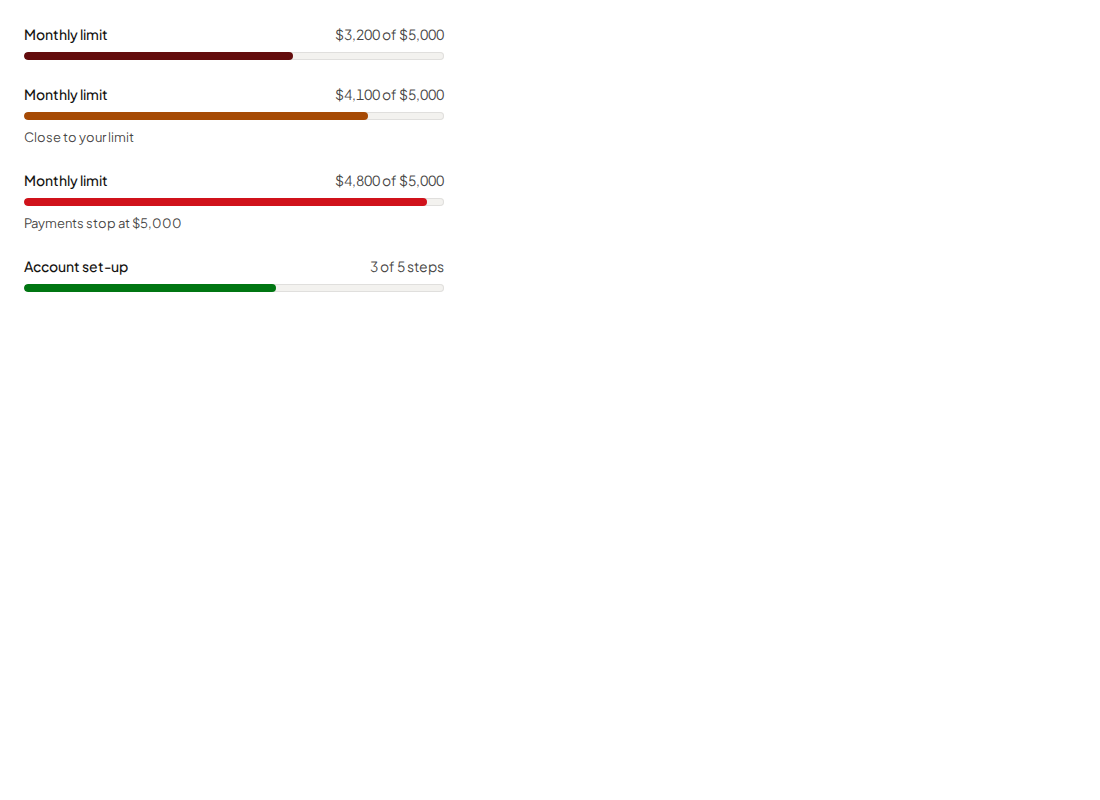 Monthly limit $3,200 of $5,000
Monthly limit $4,100 of $5,000
Close to your limit
Monthly limit $4,800 of $5,000
Payments stop at $5,000
Account set-up 3 of 5 steps